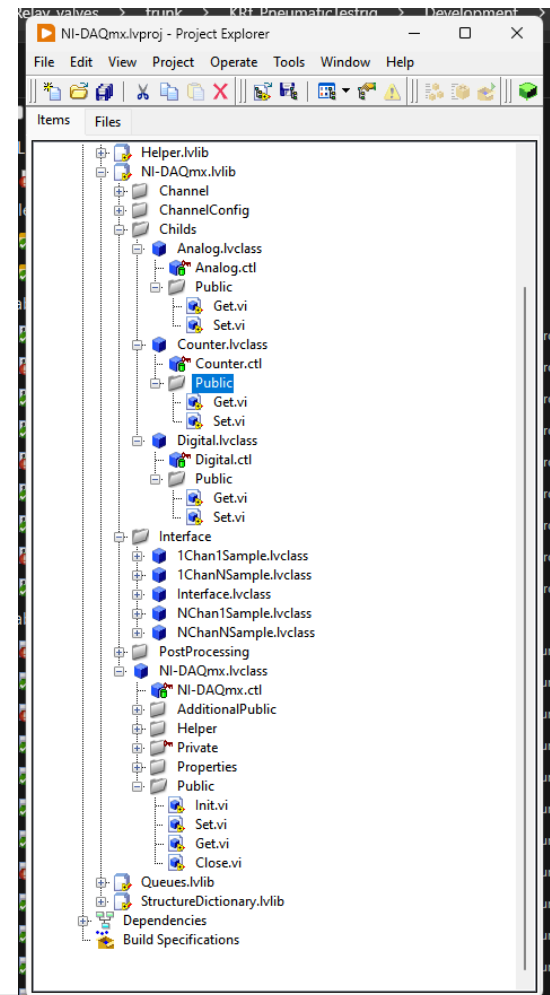 Relay_valves > trunk > KRt_PneumaticTestrig > Development >
NI-DAQmx.lvproj - Project Explorer
File Edit View Project Operate Tools Window Help
Items Files
Helper.lvlib
NI-DAQmx.lvlib
Channel
ChannelConfig
Childs
Analog.lvclass
Analog.ctl
Public
Get.vi
Set.vi
Counter.lvclass
Counter.ctl
Public
Get.vi
Set.vi
Digital.lvclass
Digital.ctl
Public
Get.vi
Set.vi
Interface
1Chan1Sample.lvclass
1ChanNSample.lvclass
Interface.lvclass
NChan1Sample.lvclass
NChanNSample.lvclass
PostProcessing
NI-DAQmx.lvclass
NI-DAQmx.ctl
AdditionalPublic
Helper
Private
Properties
Public
Init.vi
Set.vi
Get.vi
Close.vi
Queues.lvlib
StructureDictionary.lvlib
Dependencies
Build Specifications